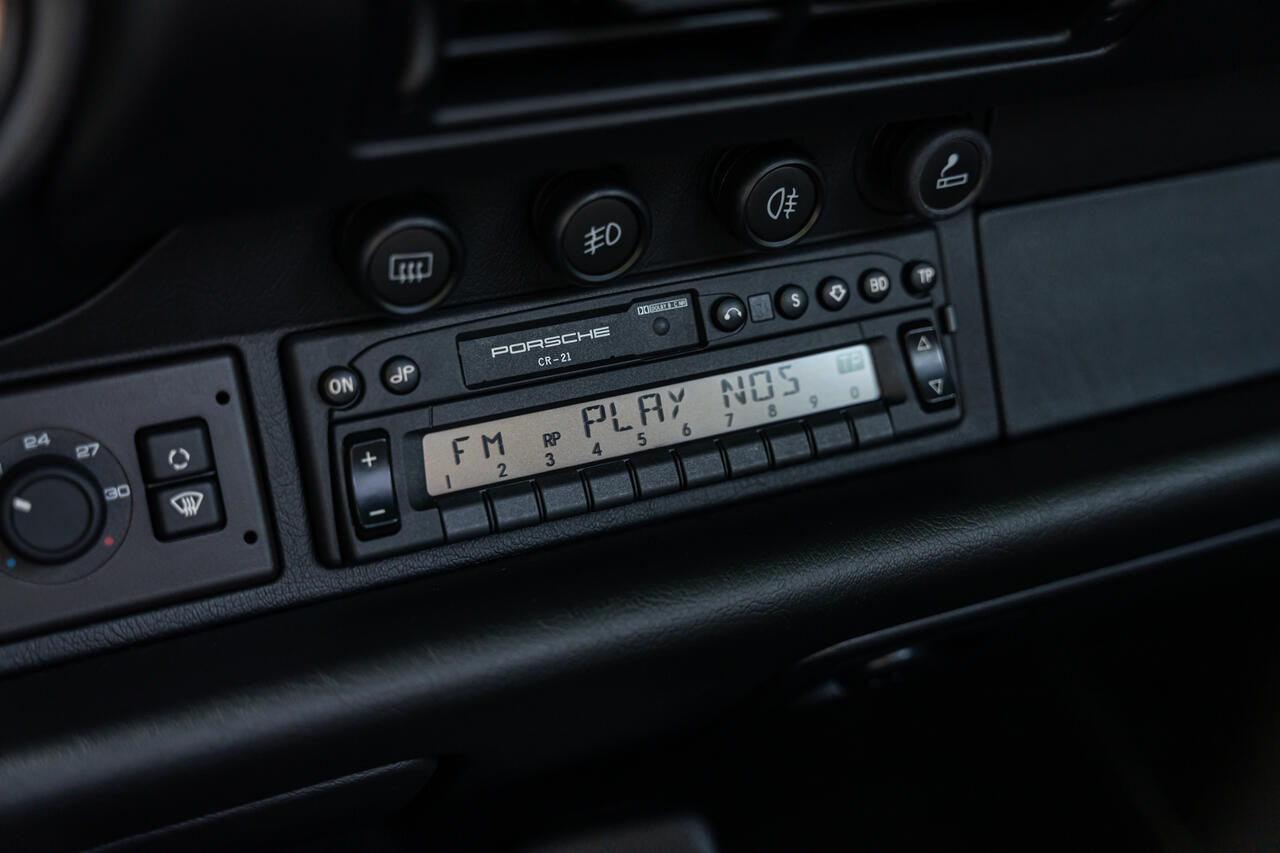 24
27
30
ON
PORSCHE
CR-21
DOLBY B-C NR
S
BD
TP
FM RP PLAY NOS TP
1 2 3 4 5 6 7 8 9 0
+
−